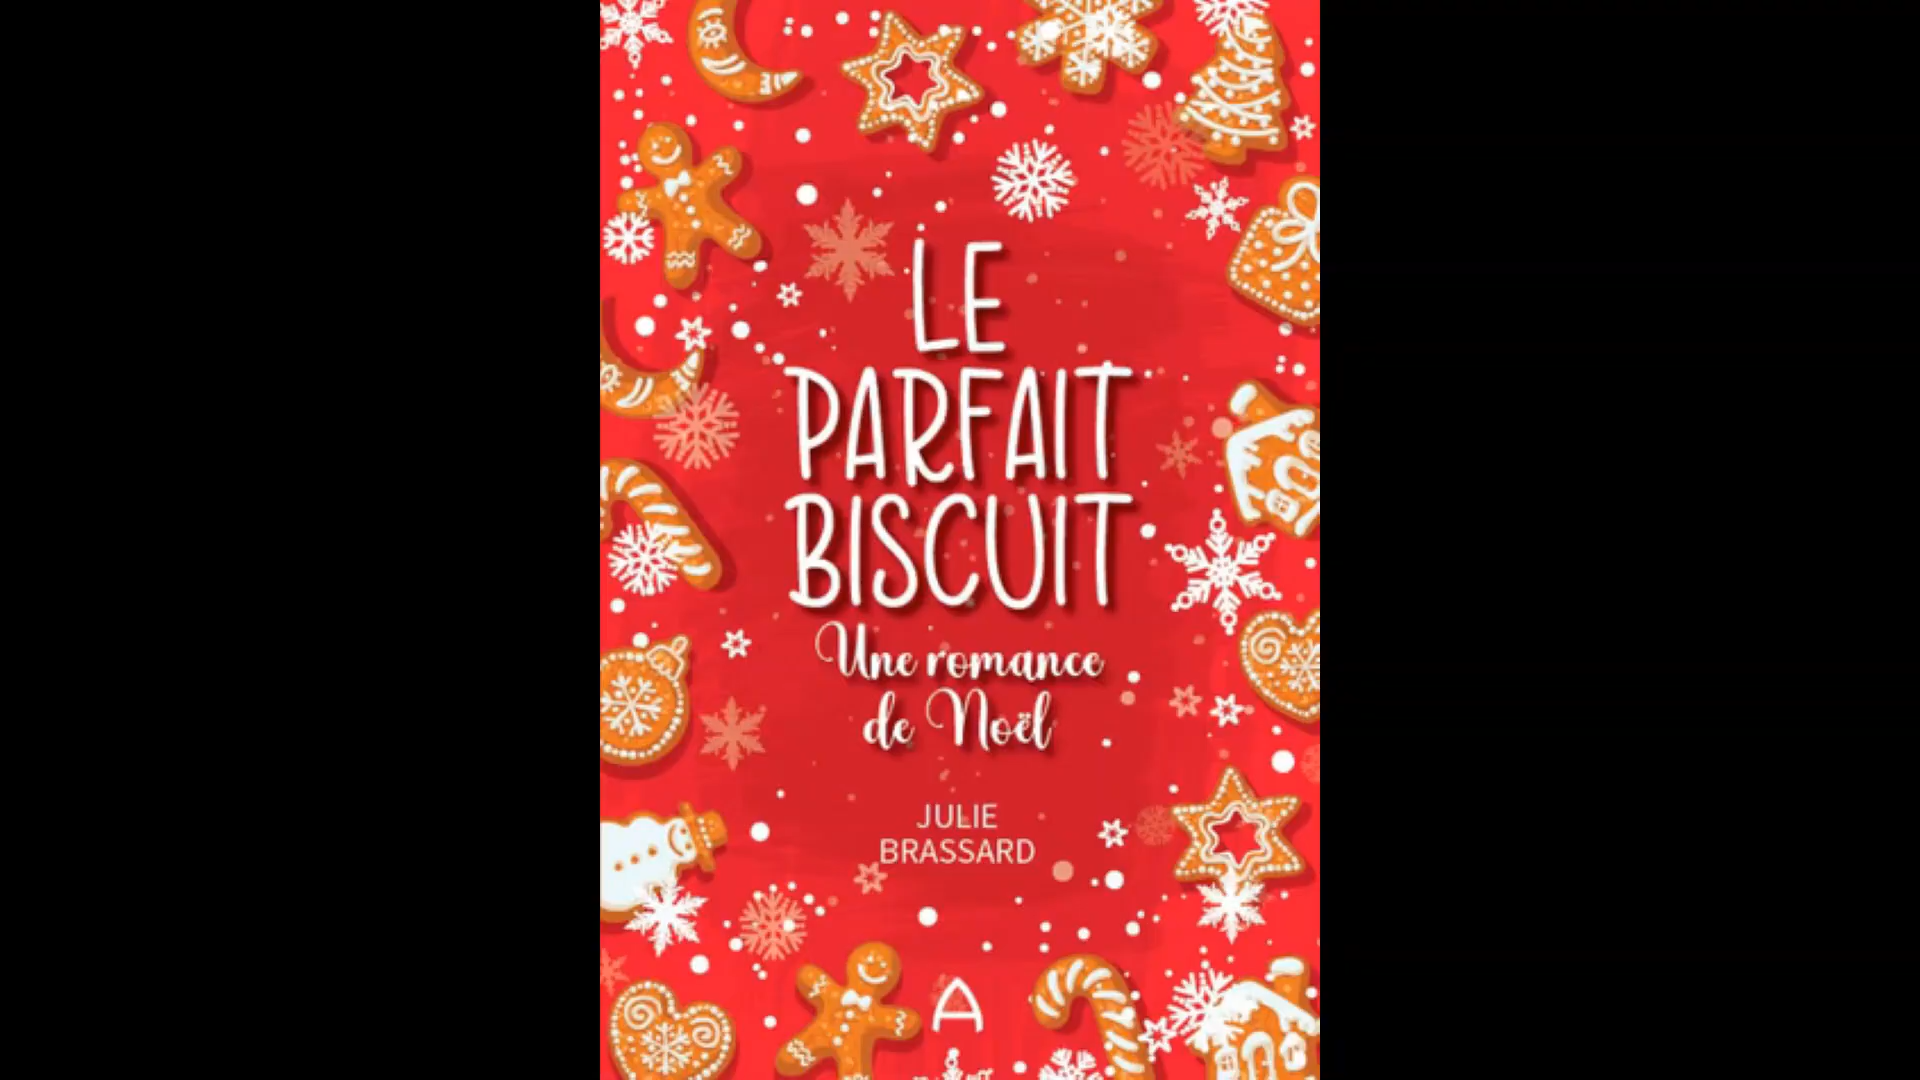 LE
PARFAIT
BISCUIT
Une romance
de Noël
JULIE
BRASSARD
A